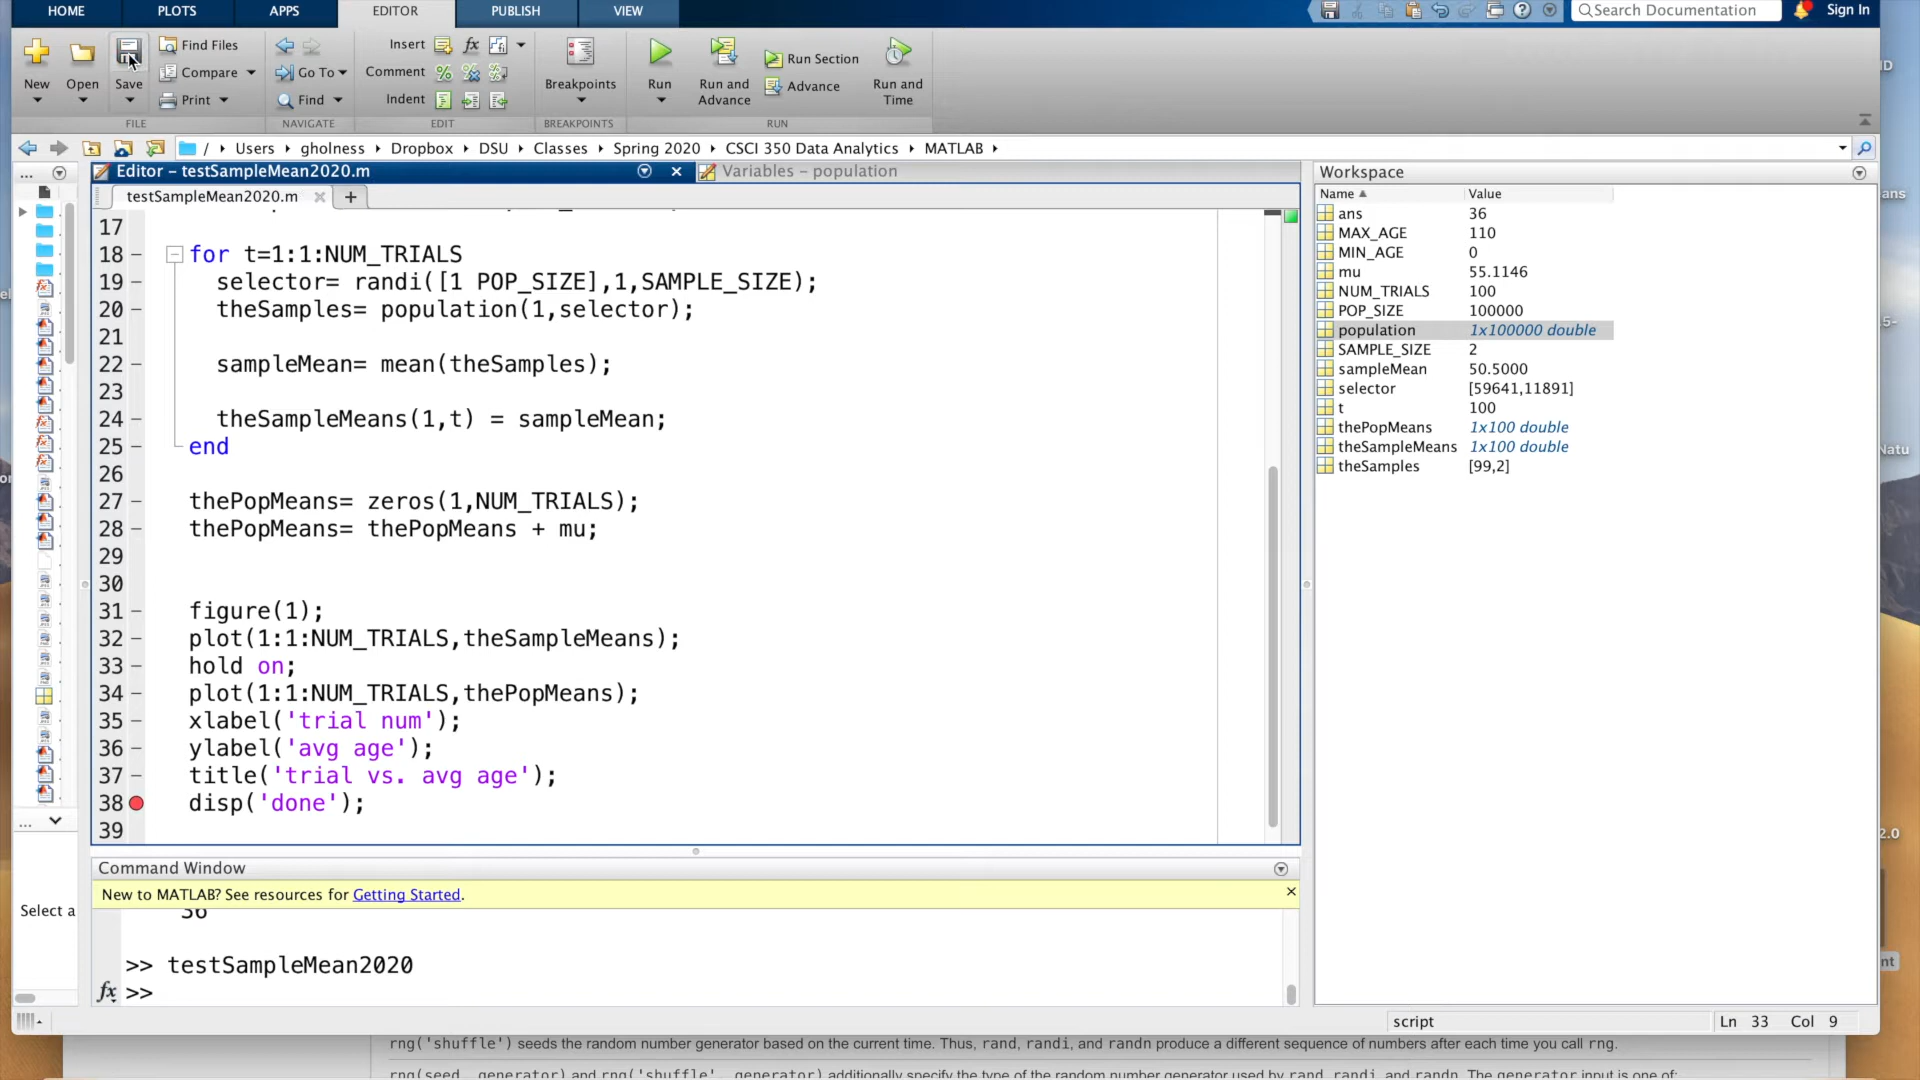 HOME PLOTS APPS EDITOR PUBLISH VIEW Search Documentation Sign In
Find Files Insert fx
New Open Save Compare Go To Comment Breakpoints Run Run and Advance Run Section Advance Run and Time
Print Find Indent
FILE NAVIGATE EDIT BREAKPOINTS RUN
/ Users gholness Dropbox DSU Classes Spring 2020 CSCI 350 Data Analytics MATLAB
... Editor – testSampleMean2020.m Variables – population
testSampleMean2020.m +
17
18 – for t=1:1:NUM_TRIALS
19 – selector= randi([1 POP_SIZE],1,SAMPLE_SIZE);
20 – theSamples= population(1,selector);
21
22 – sampleMean= mean(theSamples);
23
24 – theSampleMeans(1,t) = sampleMean;
25 – end
26
27 – thePopMeans= zeros(1,NUM_TRIALS);
28 – thePopMeans= thePopMeans + mu;
29
30
31 – figure(1);
32 – plot(1:1:NUM_TRIALS,theSampleMeans);
33 – hold on;
34 – plot(1:1:NUM_TRIALS,thePopMeans);
35 – xlabel('trial num');
36 – ylabel('avg age');
37 – title('trial vs. avg age');
38 disp('done');
39
Workspace
Name Value
ans 36
MAX_AGE 110
MIN_AGE 0
mu 55.1146
NUM_TRIALS 100
POP_SIZE 100000
population 1x100000 double
SAMPLE_SIZE 2
sampleMean 50.5000
selector [59641,11891]
t 100
thePopMeans 1x100 double
theSampleMeans 1x100 double
theSamples [99,2]
...
Select a
Command Window
New to MATLAB? See resources for Getting Started.
36
>> testSampleMean2020
fx >>
script Ln 33 Col 9
rng('shuffle') seeds the random number generator based on the current time. Thus, rand, randi, and randn produce a different sequence of numbers after each time you call rng.
rng(seed, generator) and rng('shuffle', generator) additionally specify the type of the random number generator used by rand, randi, and randn. The generator input is one of:
D
ans
5-
Natu
2.0
nt